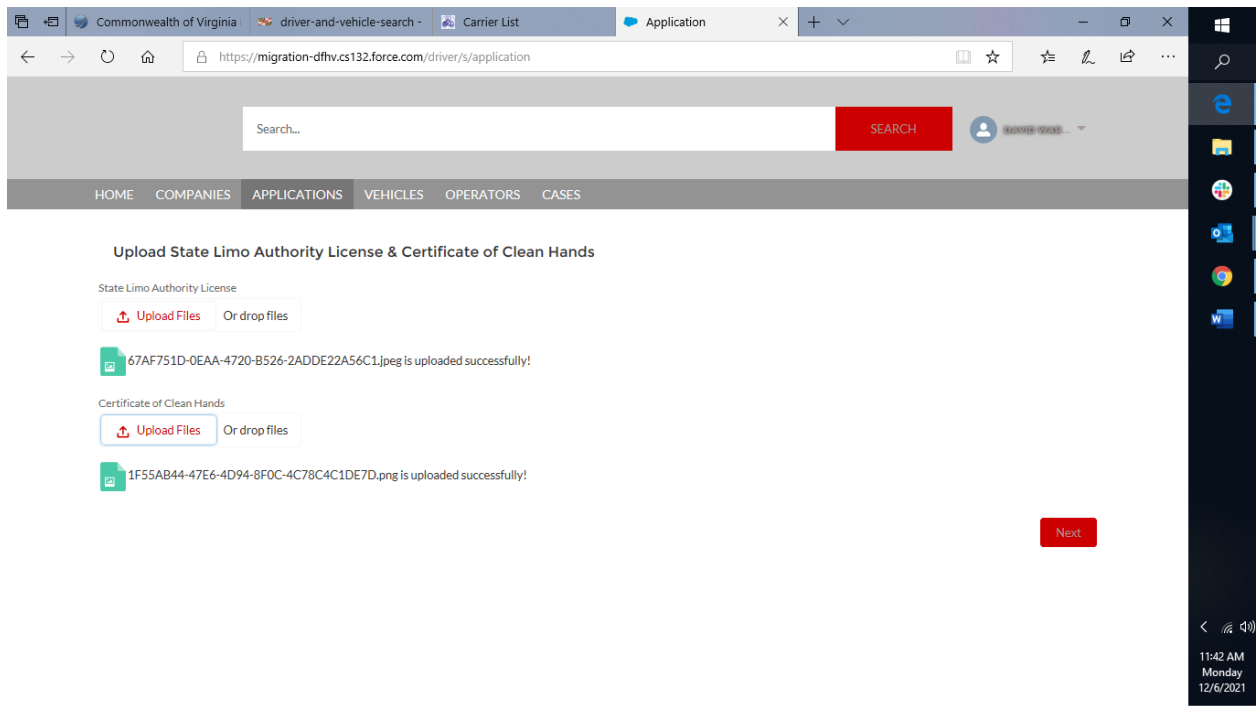 Commonwealth of Virginia
driver-and-vehicle-search -
Carrier List
Application
https://migration-dfhv.cs132.force.com/driver/s/application
Search...
SEARCH
HOME COMPANIES APPLICATIONS VEHICLES OPERATORS CASES
Upload State Limo Authority License & Certificate of Clean Hands
State Limo Authority License
Upload Files Or drop files
67AF751D-0EAA-4720-B526-2ADDE22A56C1.jpeg is uploaded successfully!
Certificate of Clean Hands
Upload Files Or drop files
1F55AB44-47E6-4D94-8F0C-4C78C4C1DE7D.png is uploaded successfully!
Next
11:42 AM
Monday
12/6/2021